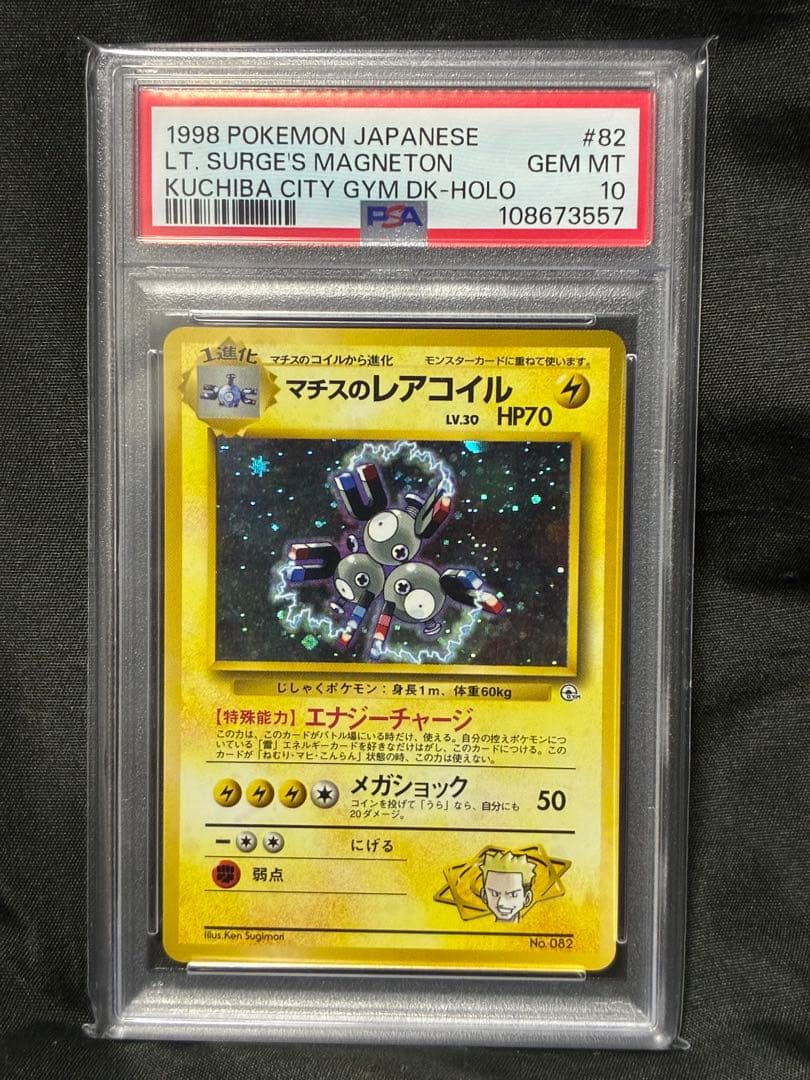 1998 POKEMON JAPANESE #82
LT. SURGE'S MAGNETON GEM MT
KUCHIBA CITY GYM DK-HOLO 10
PSA 108673557
1進化 マチスのコイルから進化 モンスターカードに重ねて使います。
マチスのレアコイル
LV.30 HP70
じしゃくポケモン：身長1m、体重60kg
【特殊能力】エナジーチャージ
この力は、このカードがバトル場にいる時だけ、使える。自分の控えポケモンにつ
いている「雷」エネルギーカードを好きなだけはがし、このカードにつける。この
カードが「ねむり・マヒ・こんらん」状態の時、この力は使えない。
メガショック
コインを投げて「うら」なら、自分にも 50
20ダメージ。
にげる
弱点
Illus.Ken Sugimori
No. 082